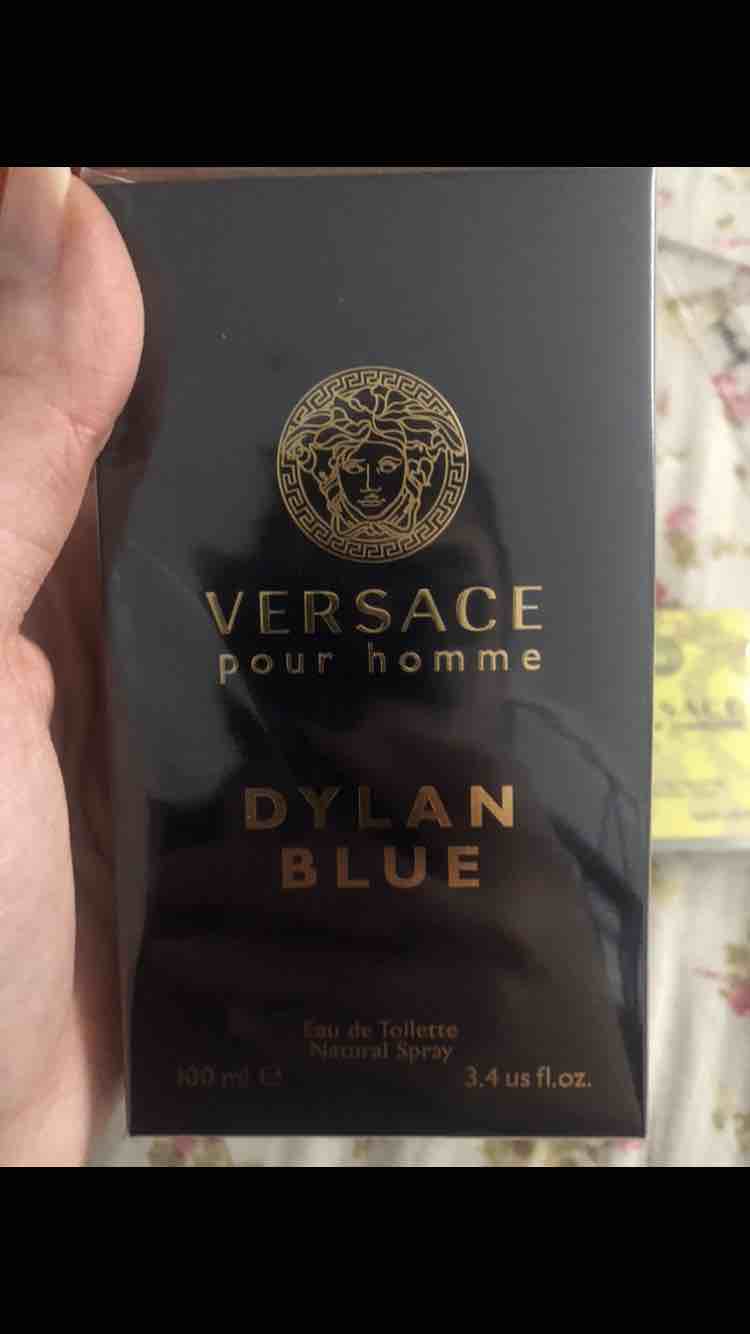 VERSACE
pour homme
DYLAN
BLUE
Eau de Toilette
Natural Spray
100 ml e
3.4 us fl.oz.